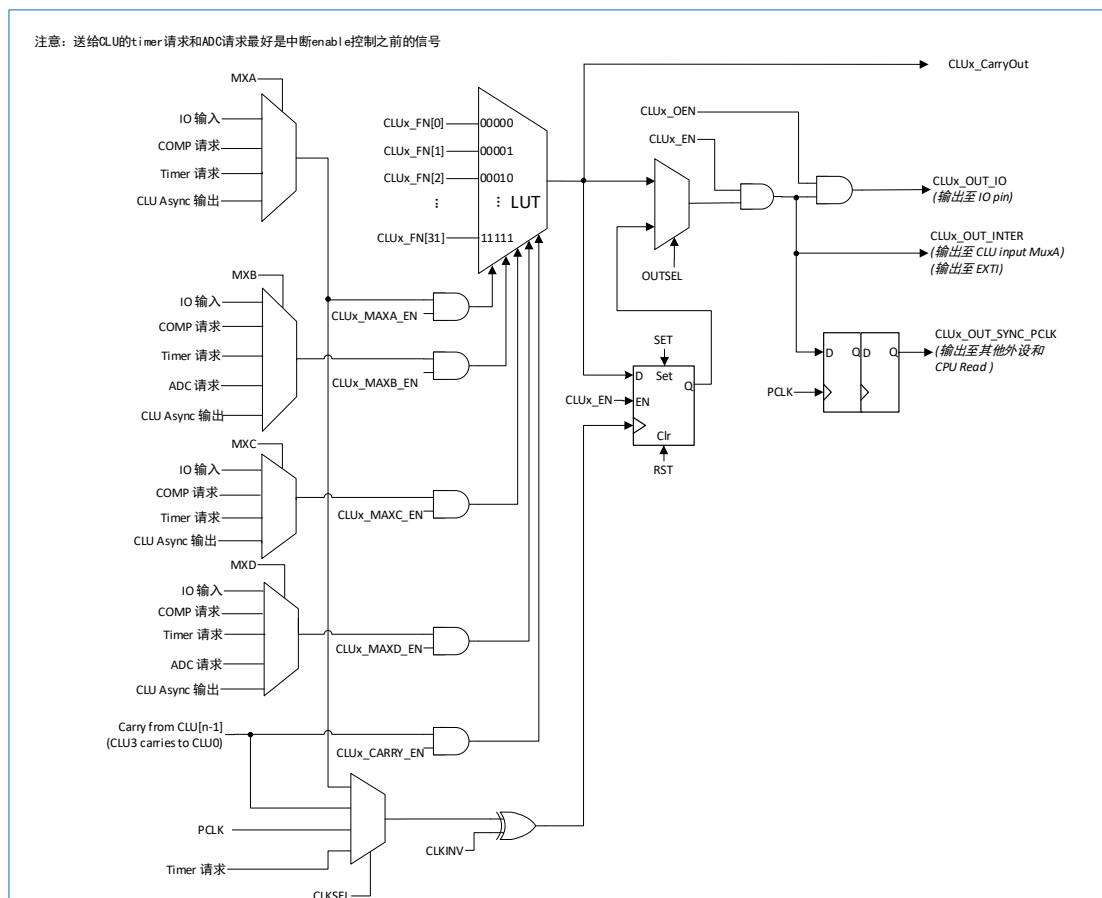 注意：送给CLU的timer请求和ADC请求最好是中断enable控制之前的信号
MXA
IO 输入
COMP 请求
Timer 请求
CLU Async 输出
CLUx_FN[0]
00000
CLUx_FN[1]
00001
CLUx_FN[2]
00010
⋮
⋮ LUT
CLUx_FN[31]
11111
CLUx_CarryOut
CLUx_OEN
CLUx_EN
CLUx_OUT_IO
(输出至 IO pin)
CLUx_OUT_INTER
(输出至 CLU input MuxA)
(输出至 EXTI)
OUTSEL
MXB
IO 输入
COMP 请求
Timer 请求
ADC 请求
CLU Async 输出
CLUx_MAXA_EN
CLUx_MAXB_EN
SET
D
Set
Q
CLUx_EN
EN
Clr
RST
D
Q
D
Q
PCLK
CLUx_OUT_SYNC_PCLK
(输出至其他外设和
CPU Read )
MXC
IO 输入
COMP 请求
Timer 请求
CLU Async 输出
CLUx_MAXC_EN
MXD
IO 输入
COMP 请求
Timer 请求
ADC 请求
CLU Async 输出
CLUx_MAXD_EN
Carry from CLU[n-1]
(CLU3 carries to CLU0)
CLUx_CARRY_EN
PCLK
Timer 请求
CLKINV
CLKSEL